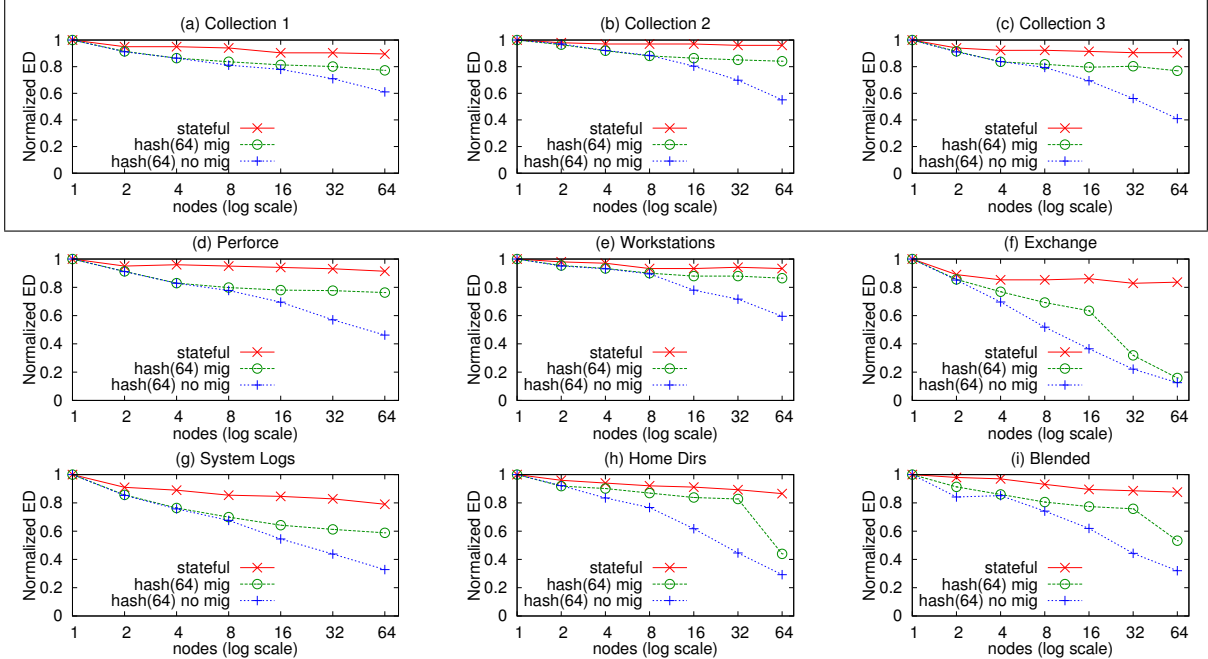 (a) Collection 1
Normalized ED
1
0.8
0.6
0.4
0.2
0
stateful
hash(64) mig
hash(64) no mig
1 2 4 8 16 32 64
nodes (log scale)
(b) Collection 2
Normalized ED
1
0.8
0.6
0.4
0.2
0
stateful
hash(64) mig
hash(64) no mig
1 2 4 8 16 32 64
nodes (log scale)
(c) Collection 3
Normalized ED
1
0.8
0.6
0.4
0.2
0
stateful
hash(64) mig
hash(64) no mig
1 2 4 8 16 32 64
nodes (log scale)
(d) Perforce
Normalized ED
1
0.8
0.6
0.4
0.2
0
stateful
hash(64) mig
hash(64) no mig
1 2 4 8 16 32 64
nodes (log scale)
(e) Workstations
Normalized ED
1
0.8
0.6
0.4
0.2
0
stateful
hash(64) mig
hash(64) no mig
1 2 4 8 16 32 64
nodes (log scale)
(f) Exchange
Normalized ED
1
0.8
0.6
0.4
0.2
0
stateful
hash(64) mig
hash(64) no mig
1 2 4 8 16 32 64
nodes (log scale)
(g) System Logs
Normalized ED
1
0.8
0.6
0.4
0.2
0
stateful
hash(64) mig
hash(64) no mig
1 2 4 8 16 32 64
nodes (log scale)
(h) Home Dirs
Normalized ED
1
0.8
0.6
0.4
0.2
0
stateful
hash(64) mig
hash(64) no mig
1 2 4 8 16 32 64
nodes (log scale)
(i) Blended
Normalized ED
1
0.8
0.6
0.4
0.2
0
stateful
hash(64) mig
hash(64) no mig
1 2 4 8 16 32 64
nodes (log scale)